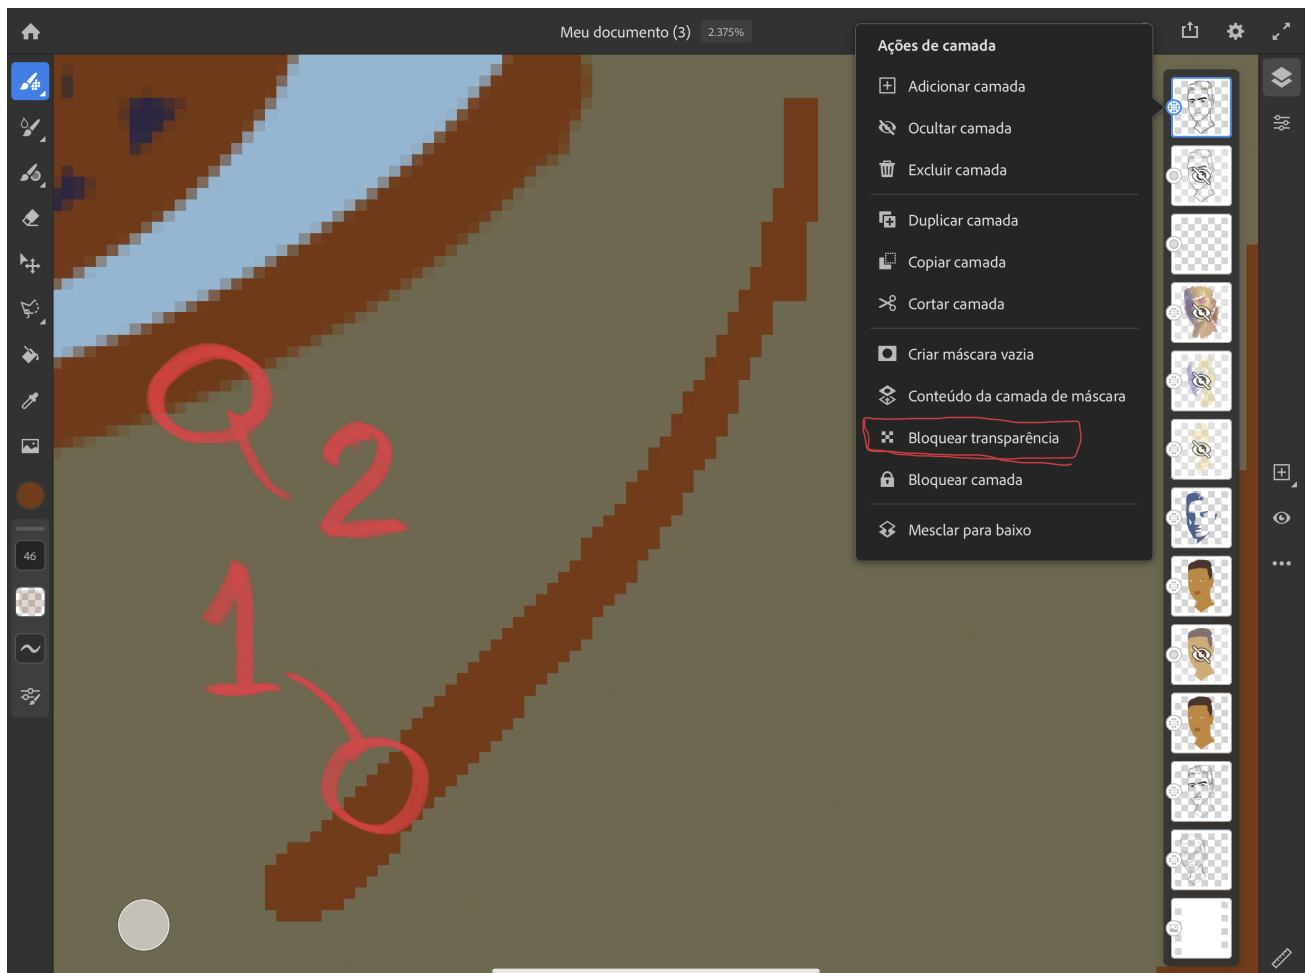 Meu documento (3) 2.375%
Ações de camada
Adicionar camada
Ocultar camada
Excluir camada
Duplicar camada
Copiar camada
Cortar camada
Criar máscara vazia
Conteúdo da camada de máscara
Bloquear transparência
Bloquear camada
Mesclar para baixo
46
2
1